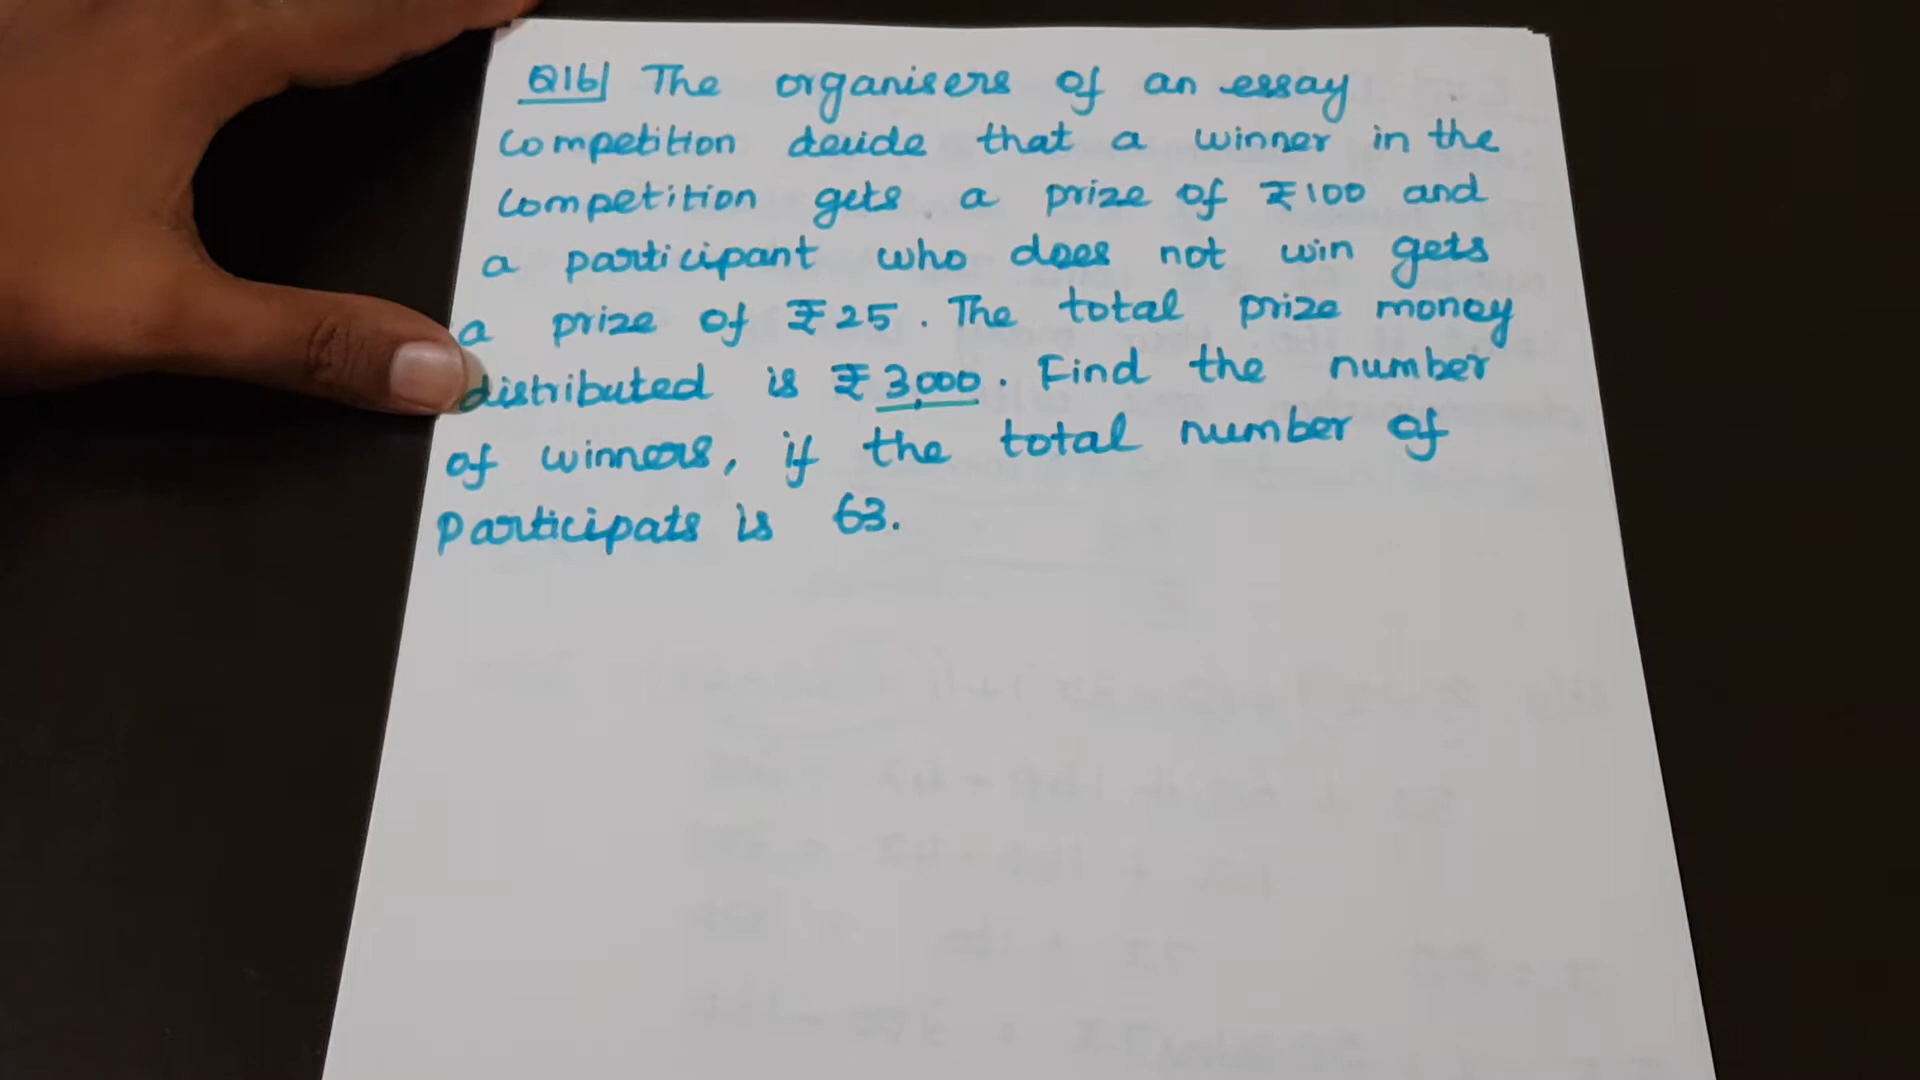 Q16) The organisers of an essay
competition decide that a winner in the
competition gets a prize of ₹100 and
a participant who does not win gets
a prize of ₹25. The total prize money
distributed is ₹3,000. Find the number
of winners, if the total number of
Participats is 63.